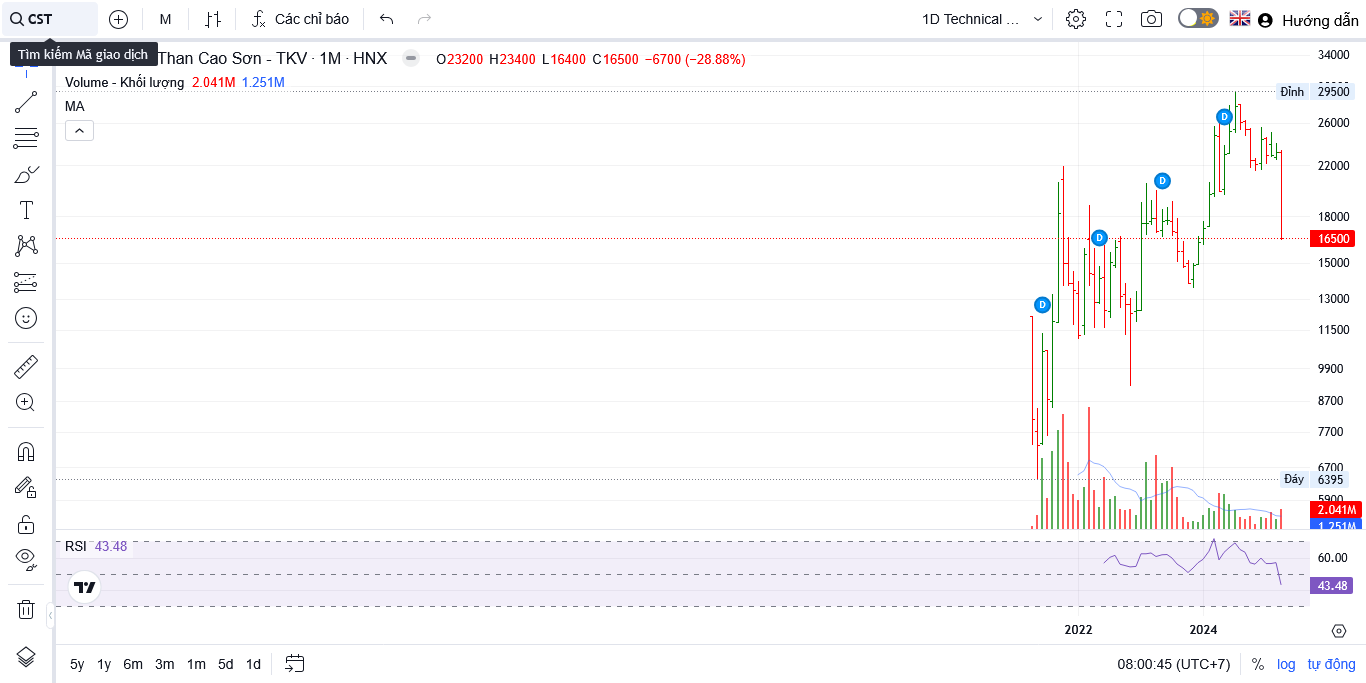 CST
M
Các chỉ báo
1D Technical ...
Hướng dẫn
Tìm kiếm Mã giao dịch
Than Cao Sơn - TKV · 1M · HNX
O23200 H23400 L16400 C16500 −6700 (−28.88%)
Volume - Khối lượng 2.041M 1.251M
MA
34000
Đỉnh 29500
D
26000
22000
D
18000
D
16500
15000
D
13000
11500
9900
8700
7700
6700
Đáy 6395
5900
2.041M
1.251M
RSI 43.48
60.00
43.48
2022
2024
5y 1y 6m 3m 1m 5d 1d
08:00:45 (UTC+7)
%
log
tự động